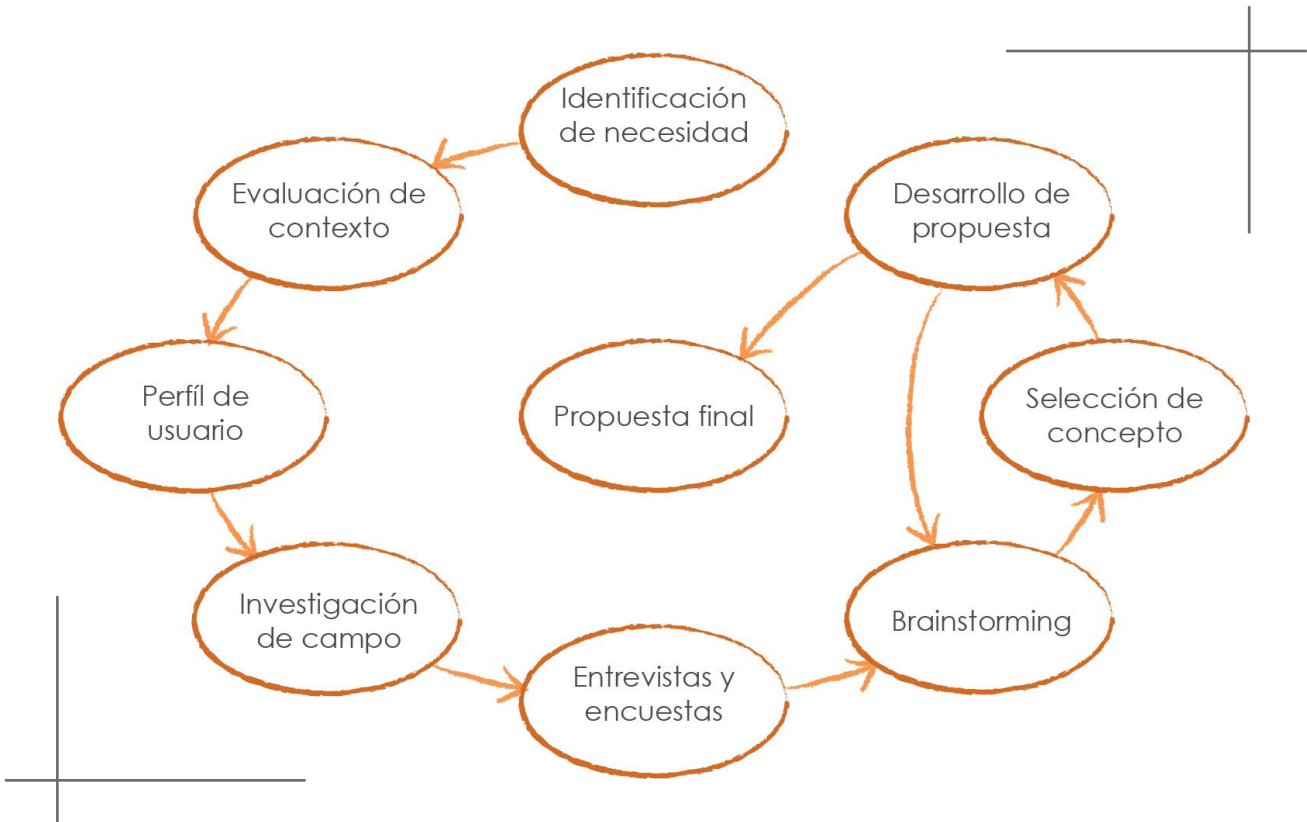 Identificación
de necesidad
Evaluación de
contexto
Perfíl de
usuario
Investigación
de campo
Entrevistas y
encuestas
Brainstorming
Selección de
concepto
Desarrollo de
propuesta
Propuesta final